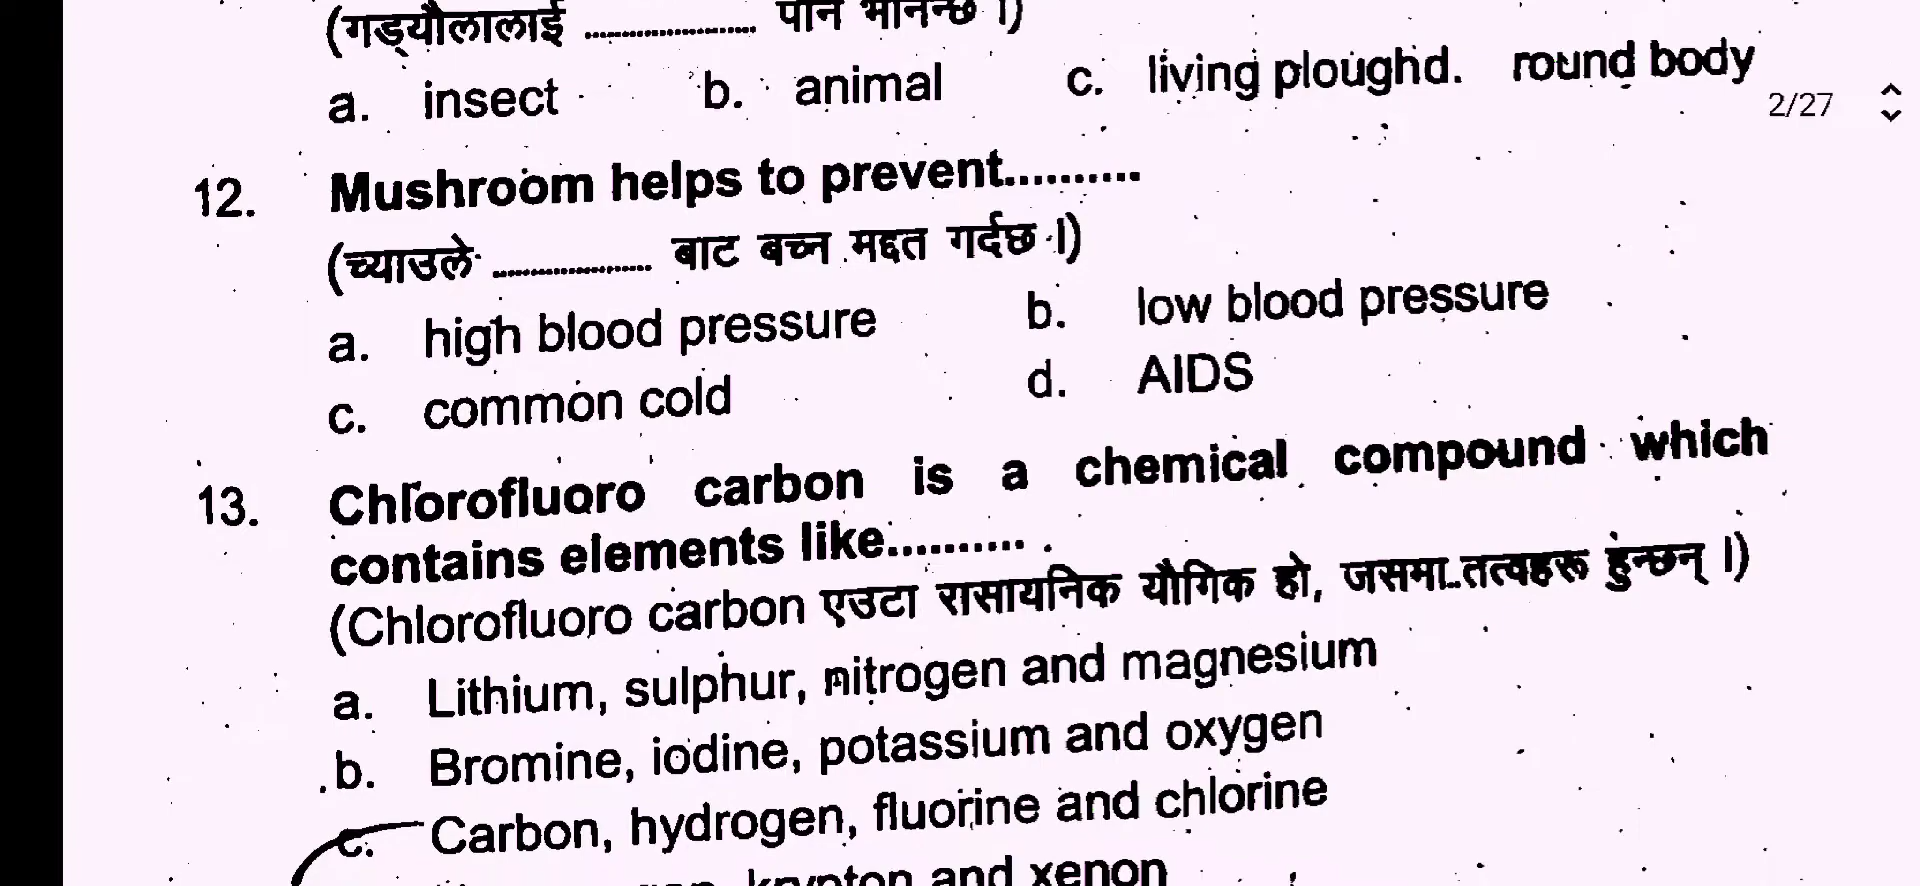 (गड्यौलालाई .................... पनि भनिन्छ ।)
a. insect b. animal c. living ploughd. round body
2/27
12. Mushroom helps to prevent..........
(च्याउले .................... बाट बच्न मद्दत गर्दछ ।)
a. high blood pressure b. low blood pressure
c. common cold d. AIDS
13. Chlorofluoro carbon is a chemical compound which
contains elements like..........
(Chlorofluoro carbon एउटा रासायनिक यौगिक हो, जसमा..तत्वहरू हुन्छन् ।)
a. Lithium, sulphur, nitrogen and magnesium
b. Bromine, iodine, potassium and oxygen
c. Carbon, hydrogen, fluorine and chlorine
krypton and xenon